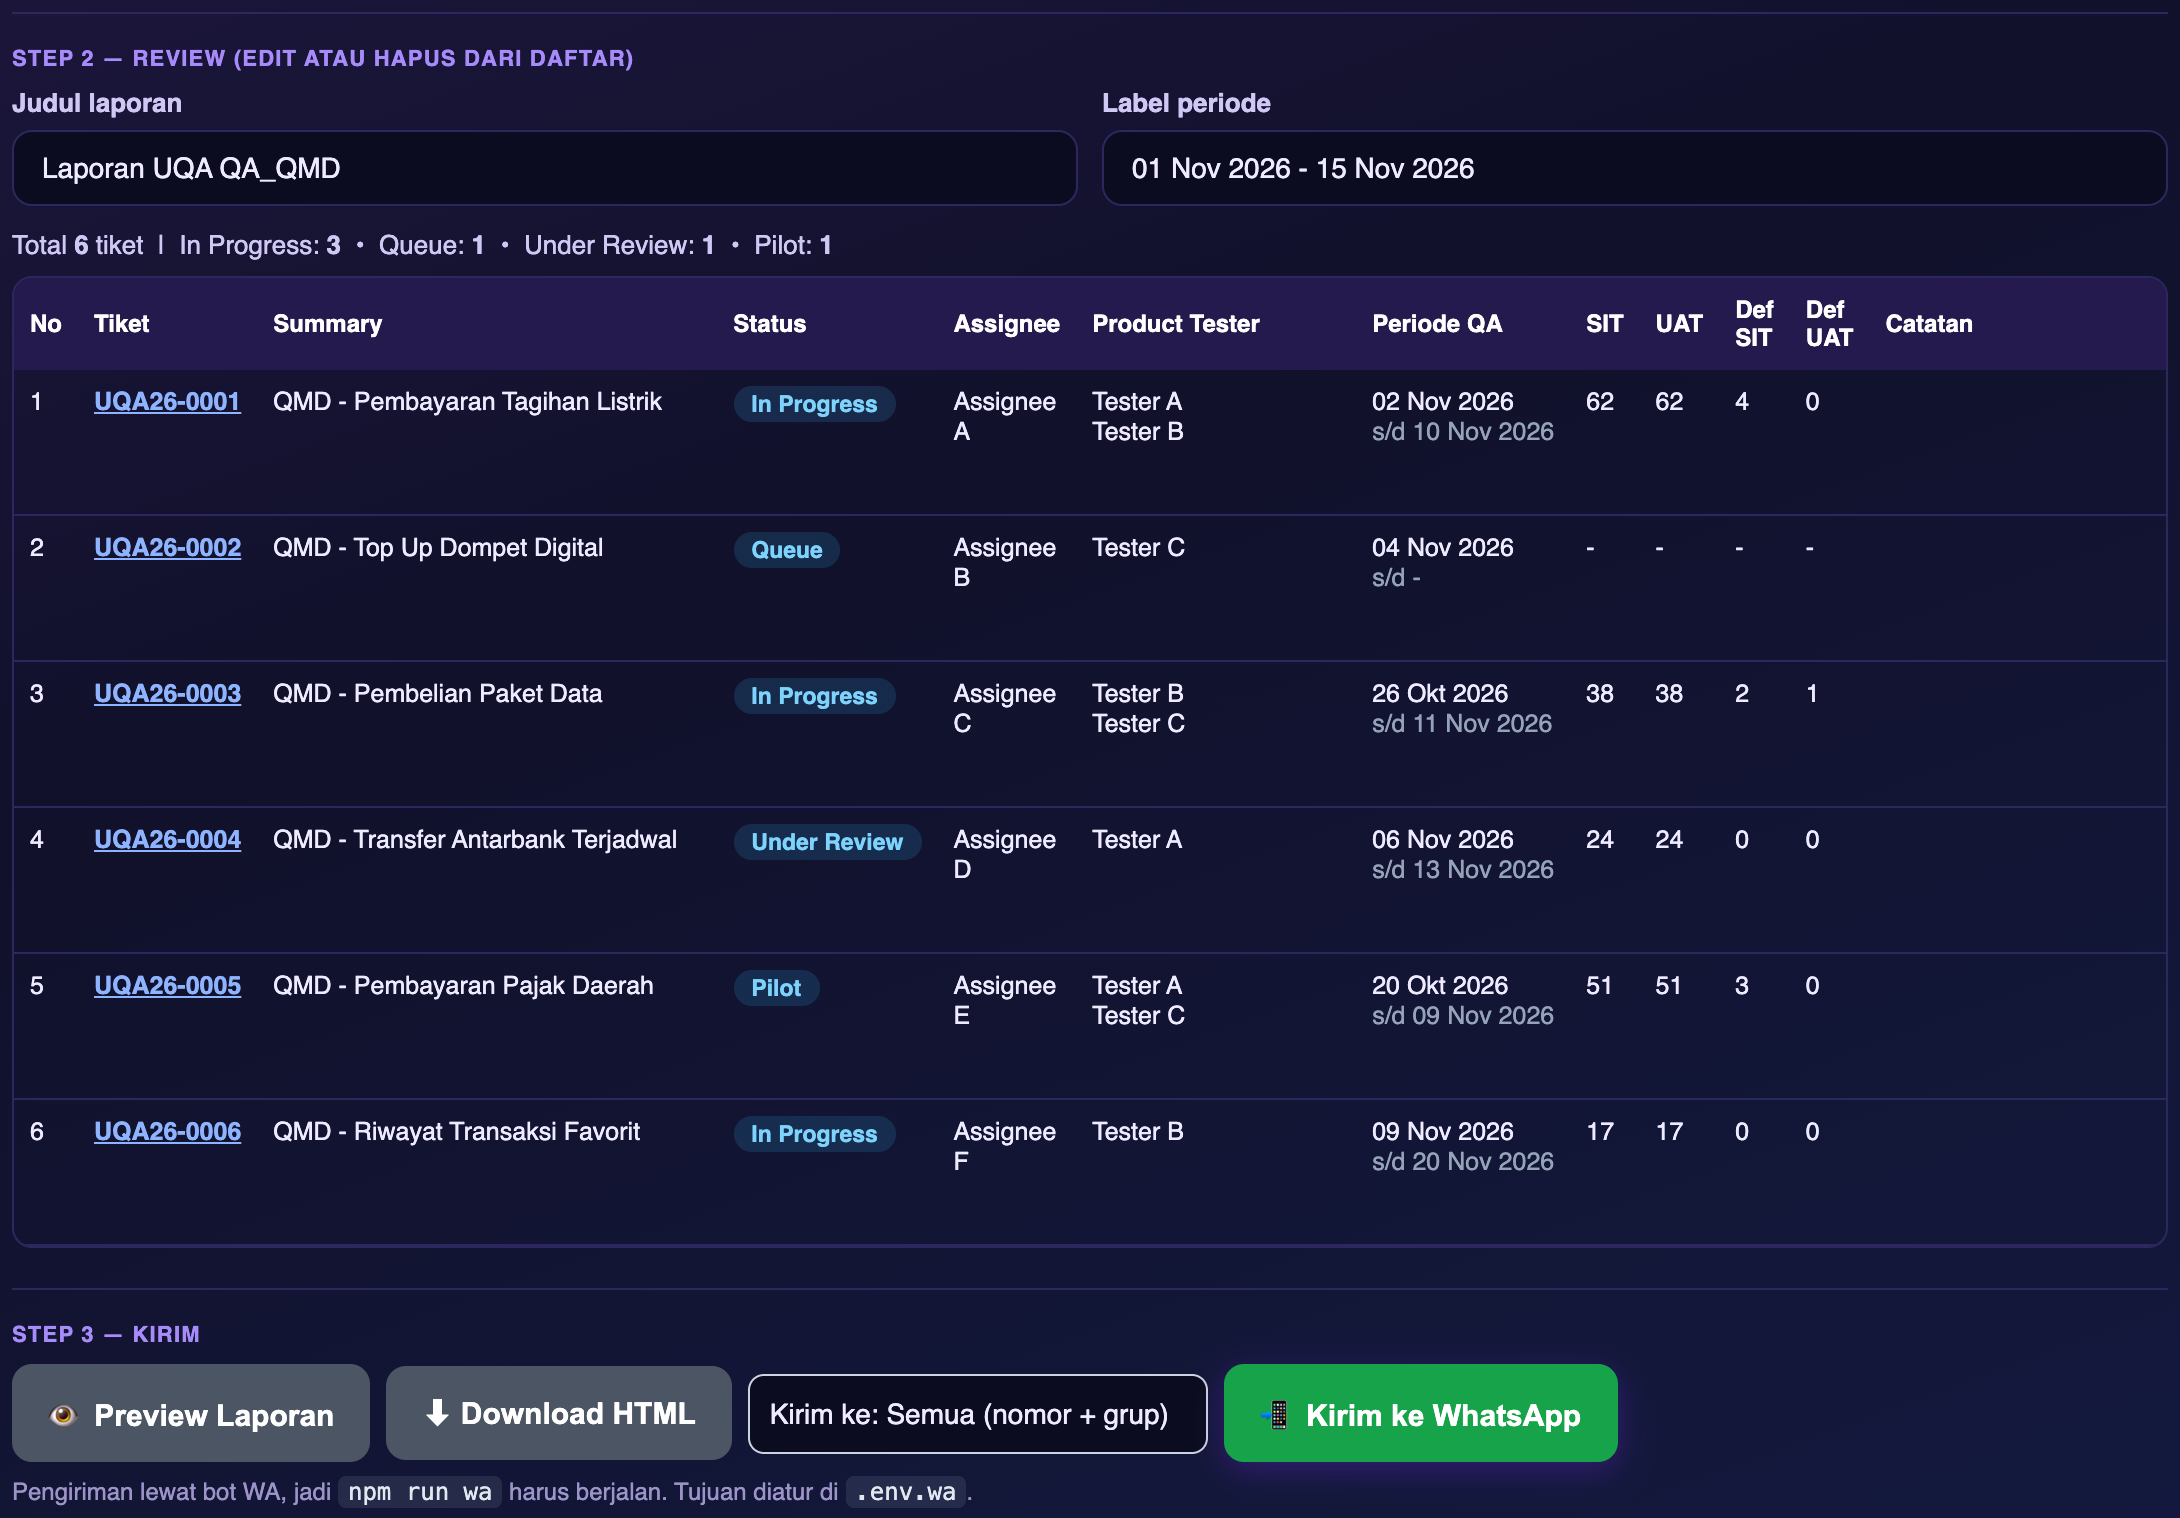 STEP 2 — REVIEW (EDIT ATAU HAPUS DARI DAFTAR)
Judul laporan
Label periode
Laporan UQA QA_QMD
01 Nov 2026 - 15 Nov 2026
Total 6 tiket | In Progress: 3 • Queue: 1 • Under Review: 1 • Pilot: 1
No Tiket Summary Status Assignee Product Tester Periode QA SIT UAT Def SIT Def UAT Catatan
1 UQA26-0001 QMD - Pembayaran Tagihan Listrik In Progress Assignee Tester A 02 Nov 2026 62 62 4 0
A Tester B s/d 10 Nov 2026
2 UQA26-0002 QMD - Top Up Dompet Digital Queue Assignee Tester C 04 Nov 2026 - - - -
B s/d -
3 UQA26-0003 QMD - Pembelian Paket Data In Progress Assignee Tester B 26 Okt 2026 38 38 2 1
C Tester C s/d 11 Nov 2026
4 UQA26-0004 QMD - Transfer Antarbank Terjadwal Under Review Assignee Tester A 06 Nov 2026 24 24 0 0
D s/d 13 Nov 2026
5 UQA26-0005 QMD - Pembayaran Pajak Daerah Pilot Assignee Tester A 20 Okt 2026 51 51 3 0
E Tester C s/d 09 Nov 2026
6 UQA26-0006 QMD - Riwayat Transaksi Favorit In Progress Assignee Tester B 09 Nov 2026 17 17 0 0
F s/d 20 Nov 2026
STEP 3 — KIRIM
👁️ Preview Laporan
⬇ Download HTML
Kirim ke: Semua (nomor + grup)
📲 Kirim ke WhatsApp
Pengiriman lewat bot WA, jadi npm run wa harus berjalan. Tujuan diatur di .env.wa.